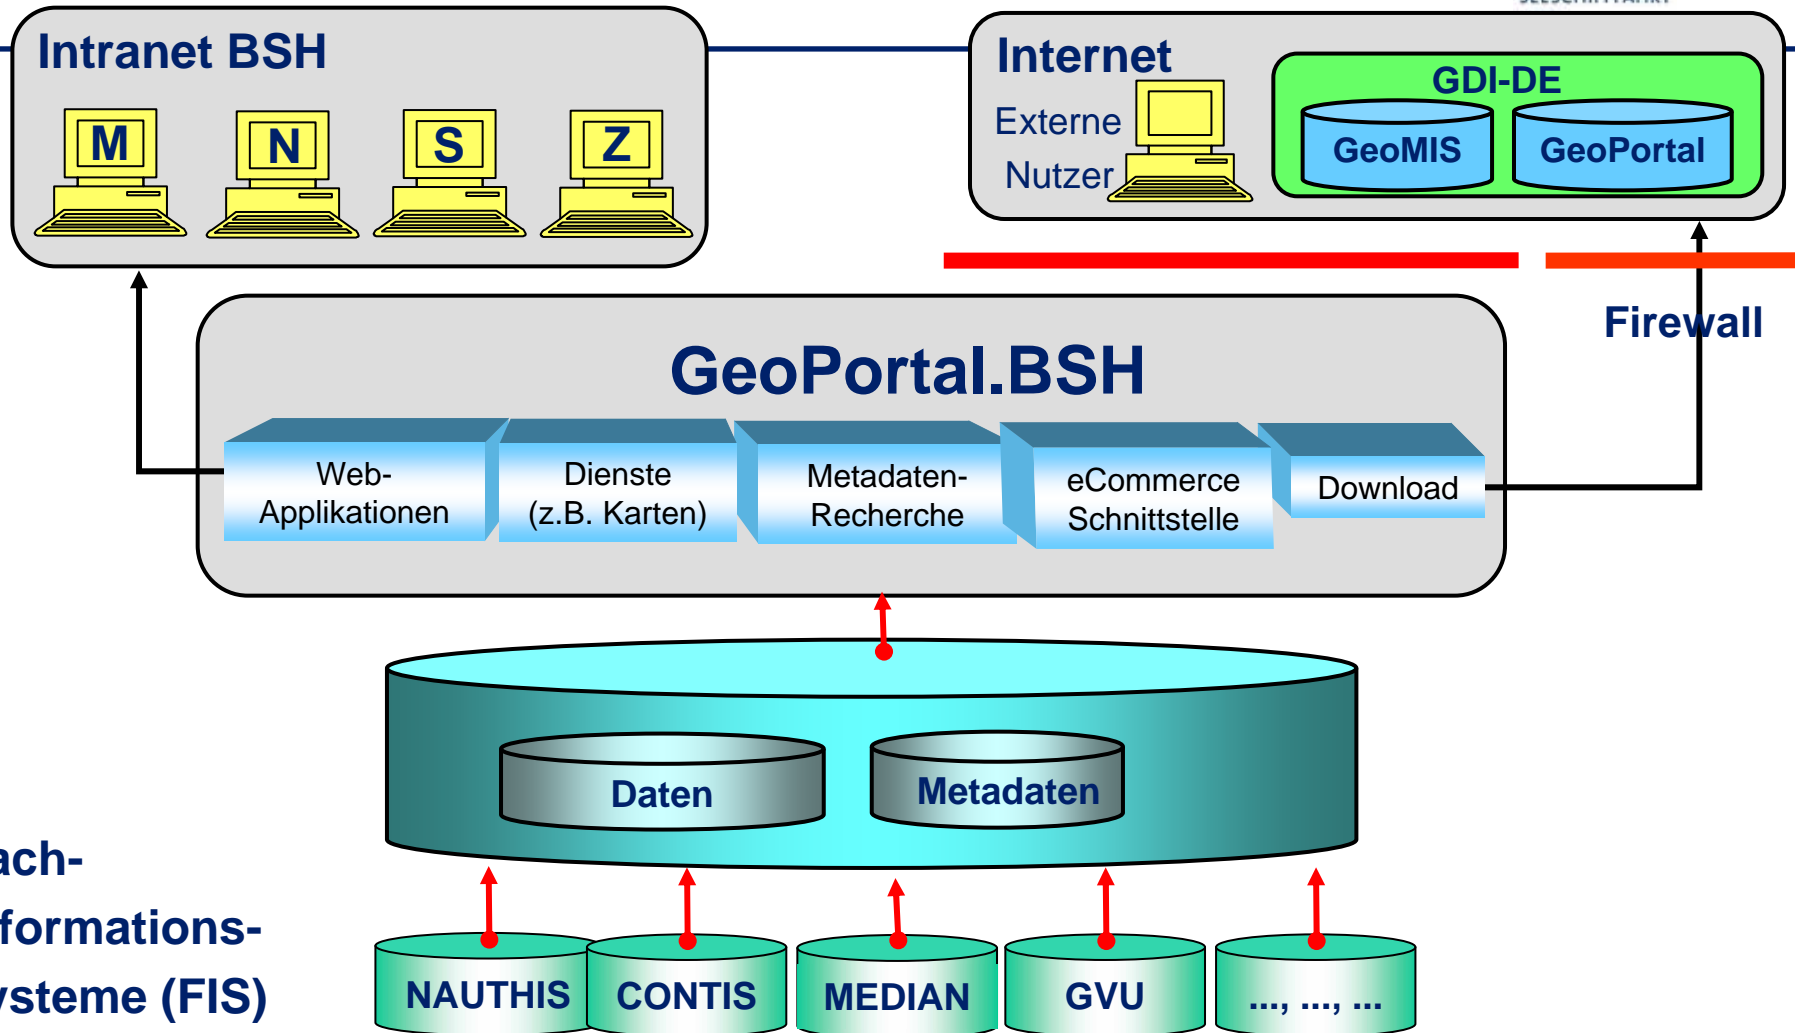 Intranet BSH
M N S Z
Internet
Externe
Nutzer
GDI-DE
GeoMIS GeoPortal
Firewall
GeoPortal.BSH
Web-
Applikationen
Dienste
(z.B. Karten)
Metadaten-
Recherche
eCommerce
Schnittstelle
Download
Daten
Metadaten
ach-
formations-
ysteme (FIS)
NAUTHIS
CONTIS
MEDIAN
GVU
..., ..., ...